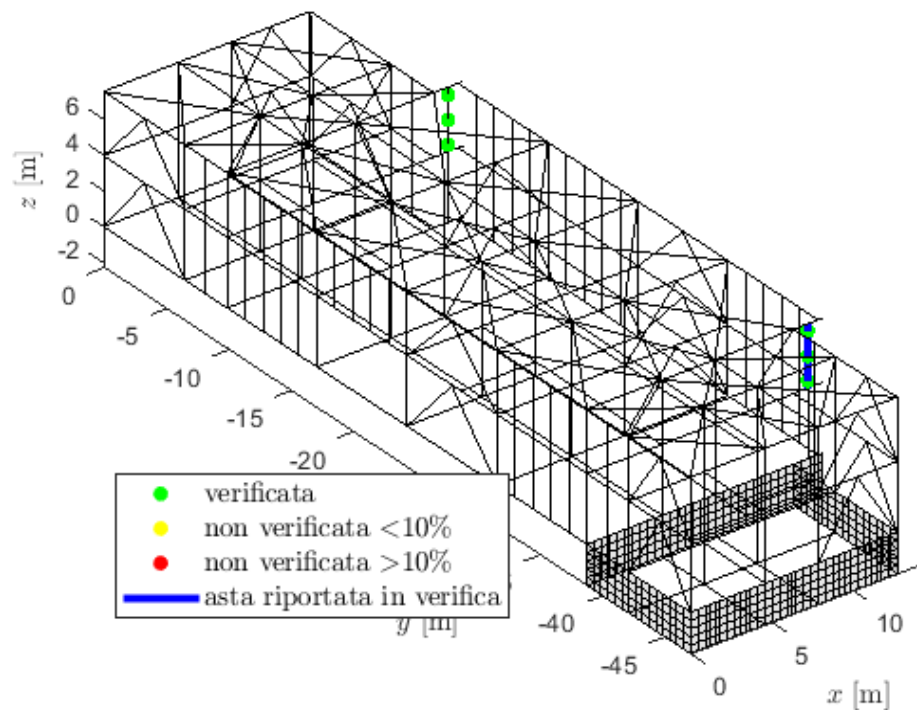 6
4
2
0
-2
z [m]
0
-5
-10
-15
-20
-40
-45
y [m]
0
5
10
x [m]
verificata
non verificata <10%
non verificata >10%
asta riportata in verifica